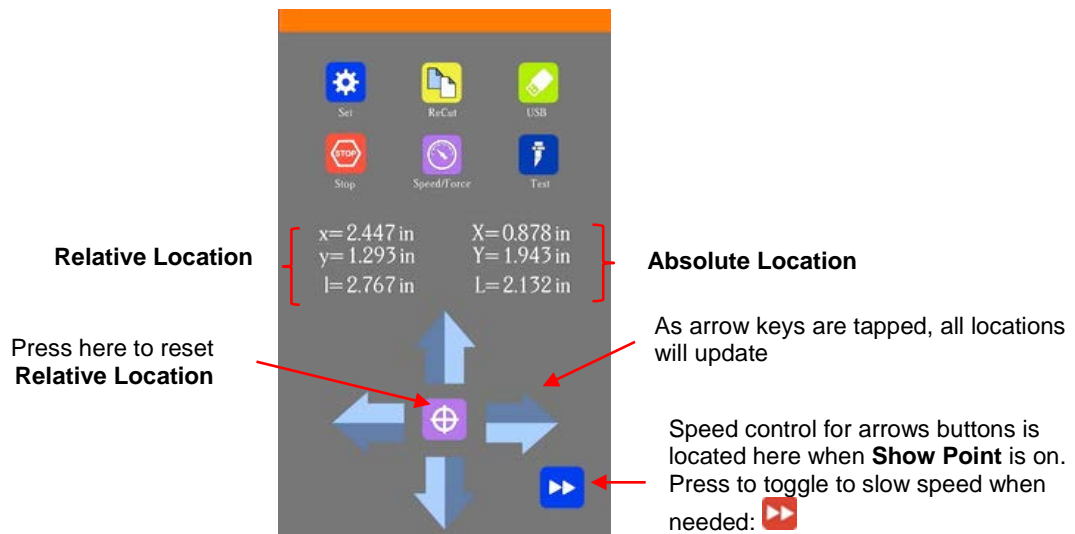 Set
ReCut
USB
STOP
Stop
Speed/Force
Test
Relative Location
x=2.447 in
y=1.293 in
l=2.767 in
X=0.878 in
Y=1.943 in
L=2.132 in
Absolute Location
Press here to reset
Relative Location
As arrow keys are tapped, all locations
will update
Speed control for arrows buttons is
located here when Show Point is on.
Press to toggle to slow speed when
needed: